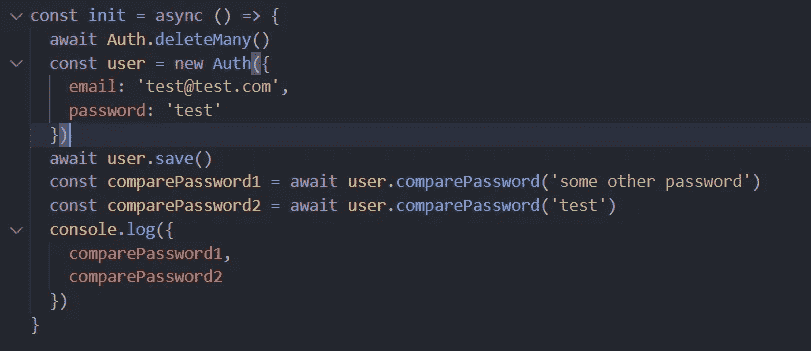 const init = async () => {
await Auth.deleteMany()
const user = new Auth({
email: 'test@test.com',
password: 'test'
})
await user.save()
const comparePassword1 = await user.comparePassword('some other password')
const comparePassword2 = await user.comparePassword('test')
console.log({
comparePassword1,
comparePassword2
})
}